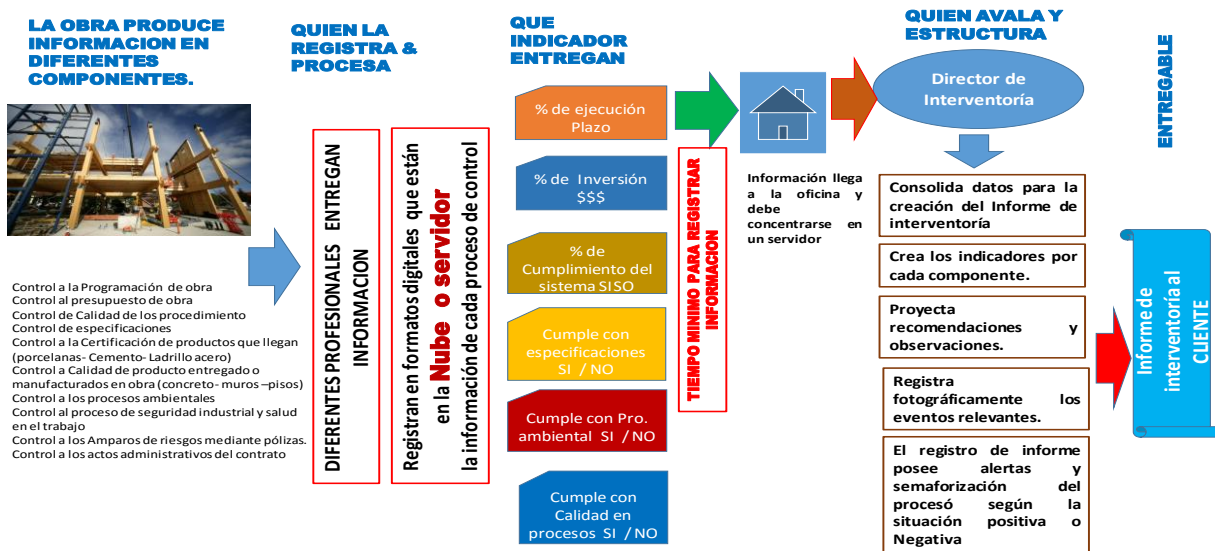 LA OBRA PRODUCE
INFORMACION EN
DIFERENTES
COMPONENTES.
Control a la Programación de obra
Control al presupuesto de obra
Control de Calidad de los procedimiento
Control de especificaciones
Control a la Certificación de productos que llegan
(porcelanas- Cemento- Ladrillo acero)
Control a Calidad de producto entregado o
manufacturados en obra (concreto- muros –pisos)
Control a los procesos ambientales
Control al proceso de seguridad industrial y salud
en el trabajo
Control a los Amparos de riesgos mediante pólizas.
Control a los actos administrativos del contrato
QUIEN LA
REGISTRA &
PROCESA
DIFERENTES PROFESIONALES ENTREGAN
INFORMACION
Registran en formatos digitales que están
en la Nube o servidor
la información de cada proceso de control
QUE
INDICADOR
ENTREGAN
% de ejecución
Plazo
% de Inversión
$$$
% de
Cumplimiento del
sistema SISO
Cumple con
especificaciones
SI / NO
Cumple con Pro.
ambiental SI / NO
Cumple con
Calidad en
procesos SI / NO
TIEMPO MINIMO PARA REGISTRAR
INFORMACION
Información llega
a la oficina y
debe
concentrarse en
un servidor
QUIEN AVALA Y
ESTRUCTURA
Director de
Interventoría
Consolida datos para la
creación del Informe de
interventoría
Crea los indicadores por
cada componente.
Proyecta
recomendaciones y
observaciones.
Registra
fotográficamente los
eventos relevantes.
El registro de informe
posee alertas y
semaforización del
procesó según la
situación positiva o
Negativa
ENTREGABLE
Informe de
interventoría al
CLIENTE